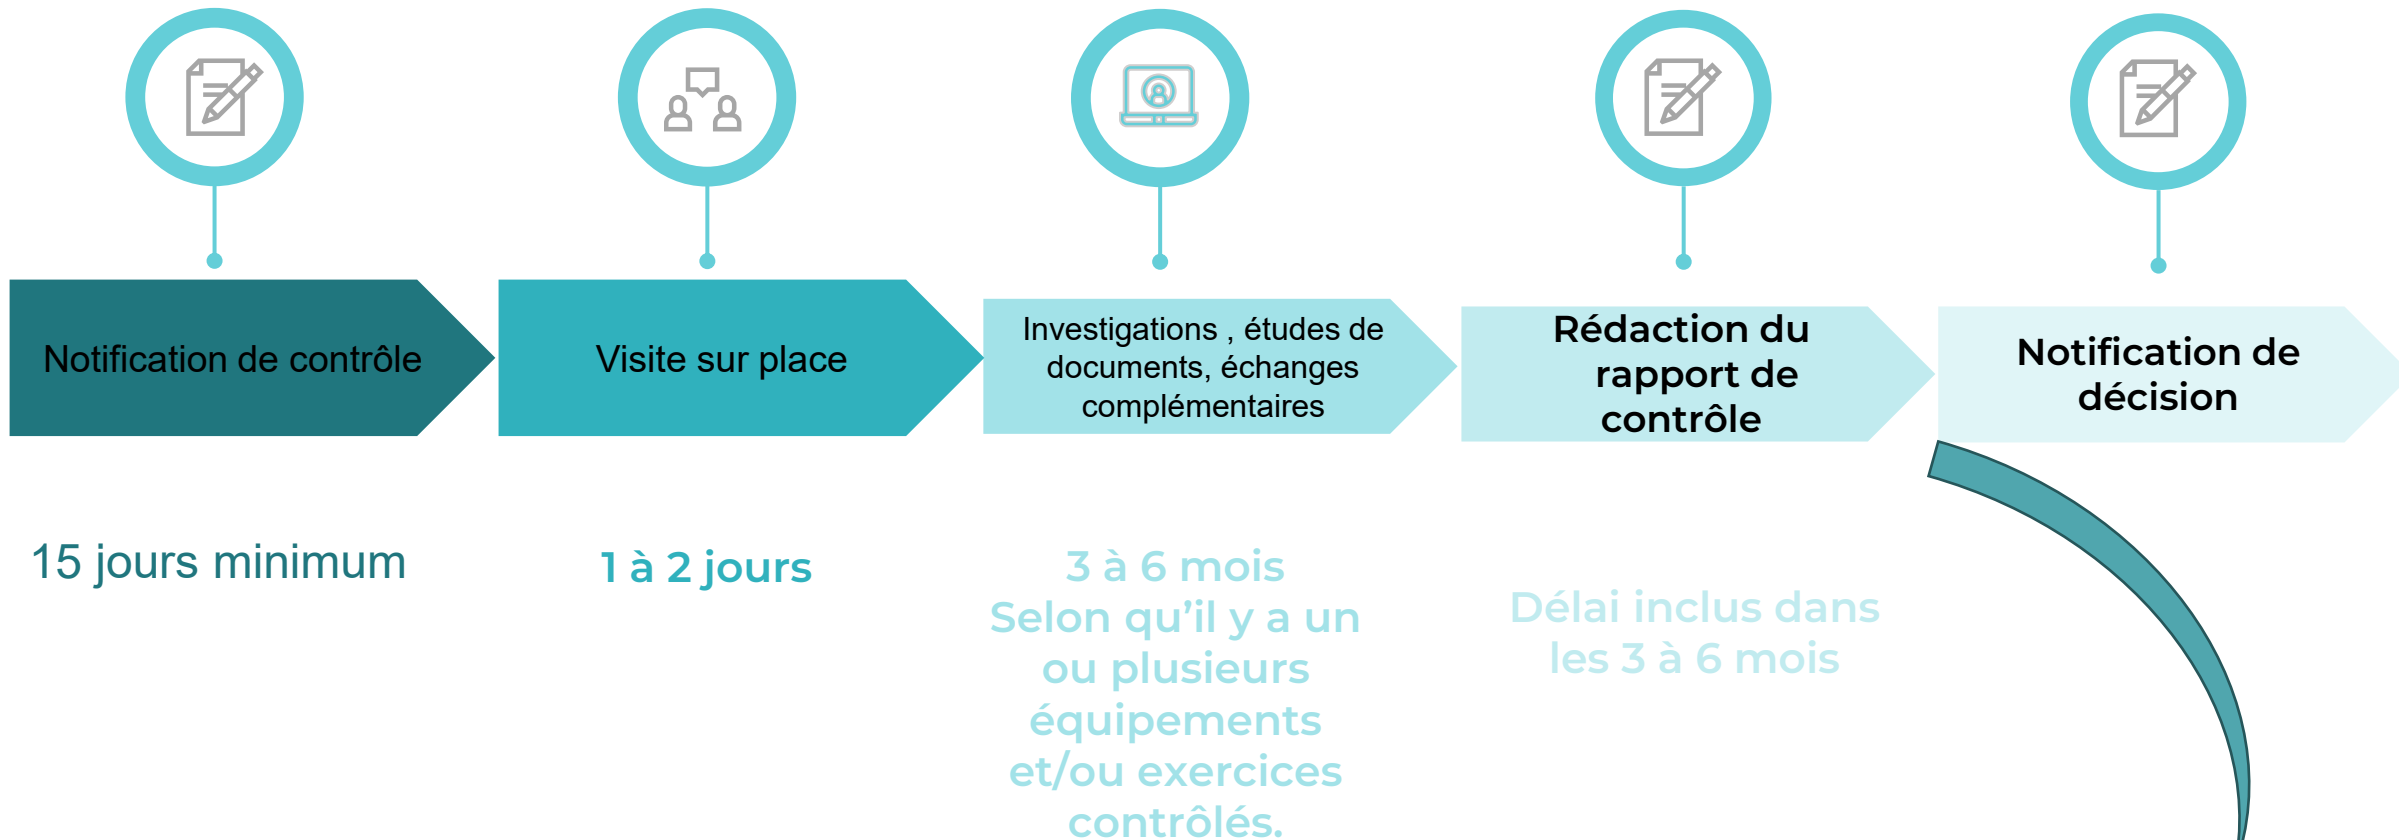 Notification de contrôle
Visite sur place
Investigations , études de
documents, échanges
complémentaires
Rédaction du
rapport de
contrôle
Notification de
décision
15 jours minimum
1 à 2 jours
3 à 6 mois
Selon qu’il y a un
ou plusieurs
équipements
et/ou exercices
contrôlés.
Délai inclus dans
les 3 à 6 mois